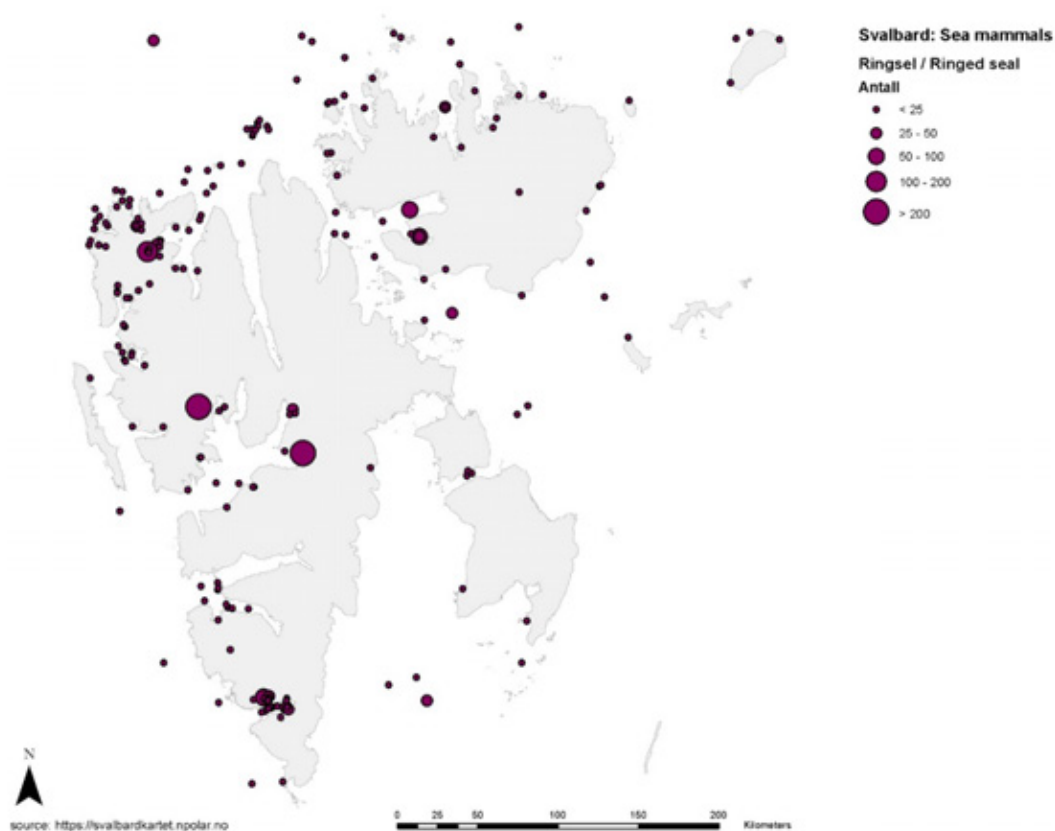 Svalbard: Sea mammals
Ringsel / Ringed seal
Antall
< 25
25 - 50
50 - 100
100 - 200
> 200
N
source: https://svalbardkartet.npolar.no
0 25 50 100 150 200
Kilometers